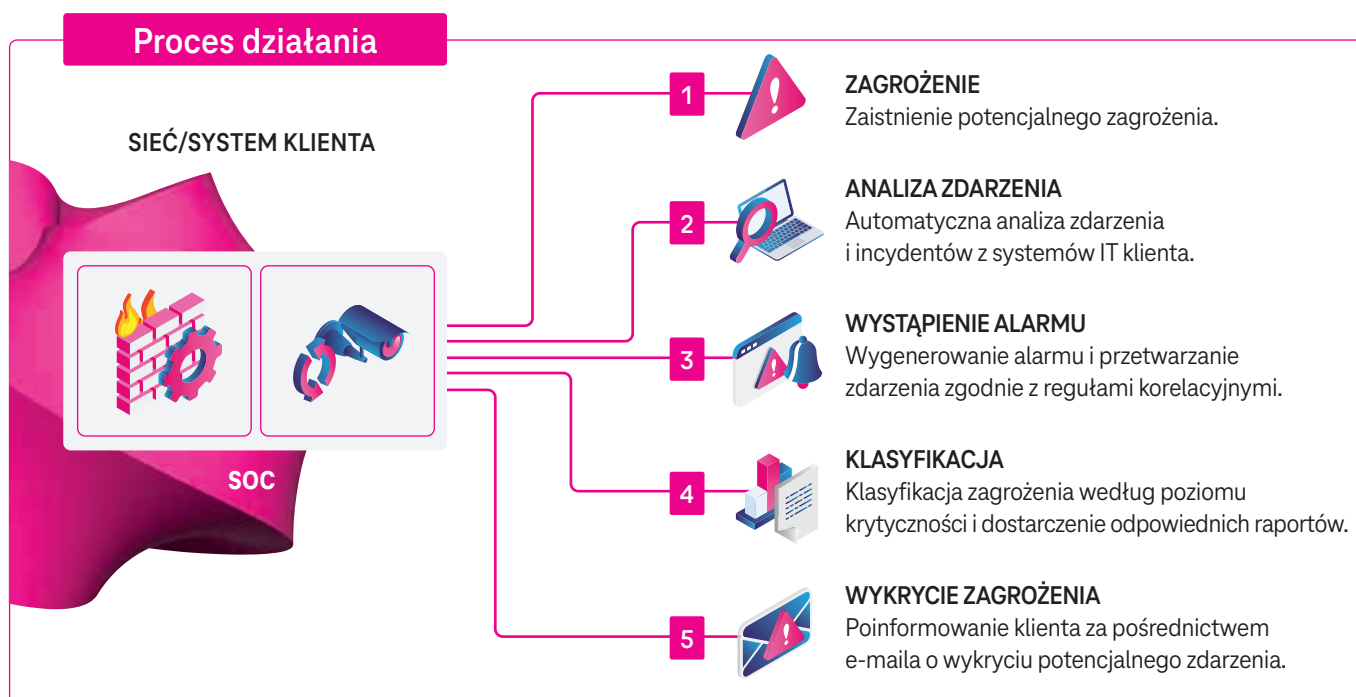 Proces działania
SIEĆ/SYSTEM KLIENTA
SOC
1
ZAGROŻENIE
Zaistnienie potencjalnego zagrożenia.
2
ANALIZA ZDARZENIA
Automatyczna analiza zdarzenia
i incydentów z systemów IT klienta.
3
WYSTĄPIENIE ALARMU
Wygenerowanie alarmu i przetwarzanie
zdarzenia zgodnie z regułami korelacyjnymi.
4
KLASYFIKACJA
Klasyfikacja zagrożenia według poziomu
krytyczności i dostarczenie odpowiednich raportów.
5
WYKRYCIE ZAGROŻENIA
Poinformowanie klienta za pośrednictwem
e-maila o wykryciu potencjalnego zdarzenia.